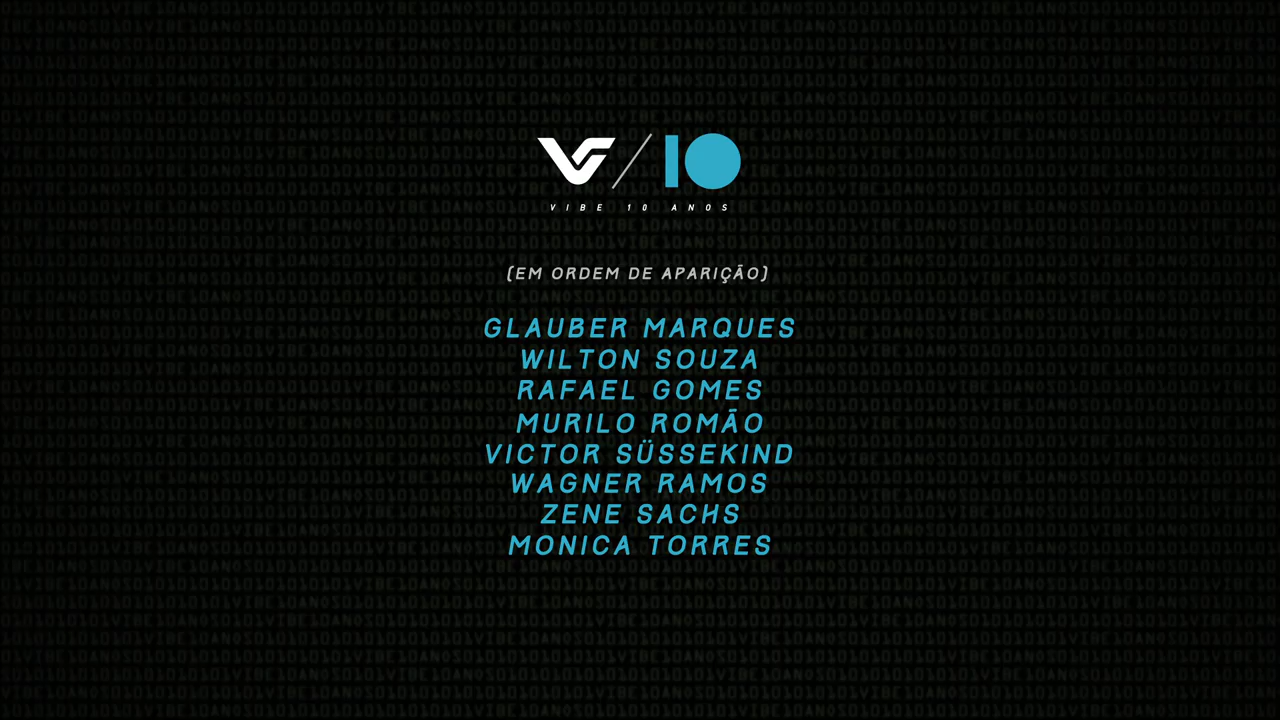 V/10
VIBE 10 ANOS
(EM ORDEM DE APARIÇÃO)
GLAUBER MARQUES
WILTON SOUZA
RAFAEL GOMES
MURILO ROMÃO
VICTOR SÜSSEKIND
WAGNER RAMOS
ZENE SACHS
MONICA TORRES